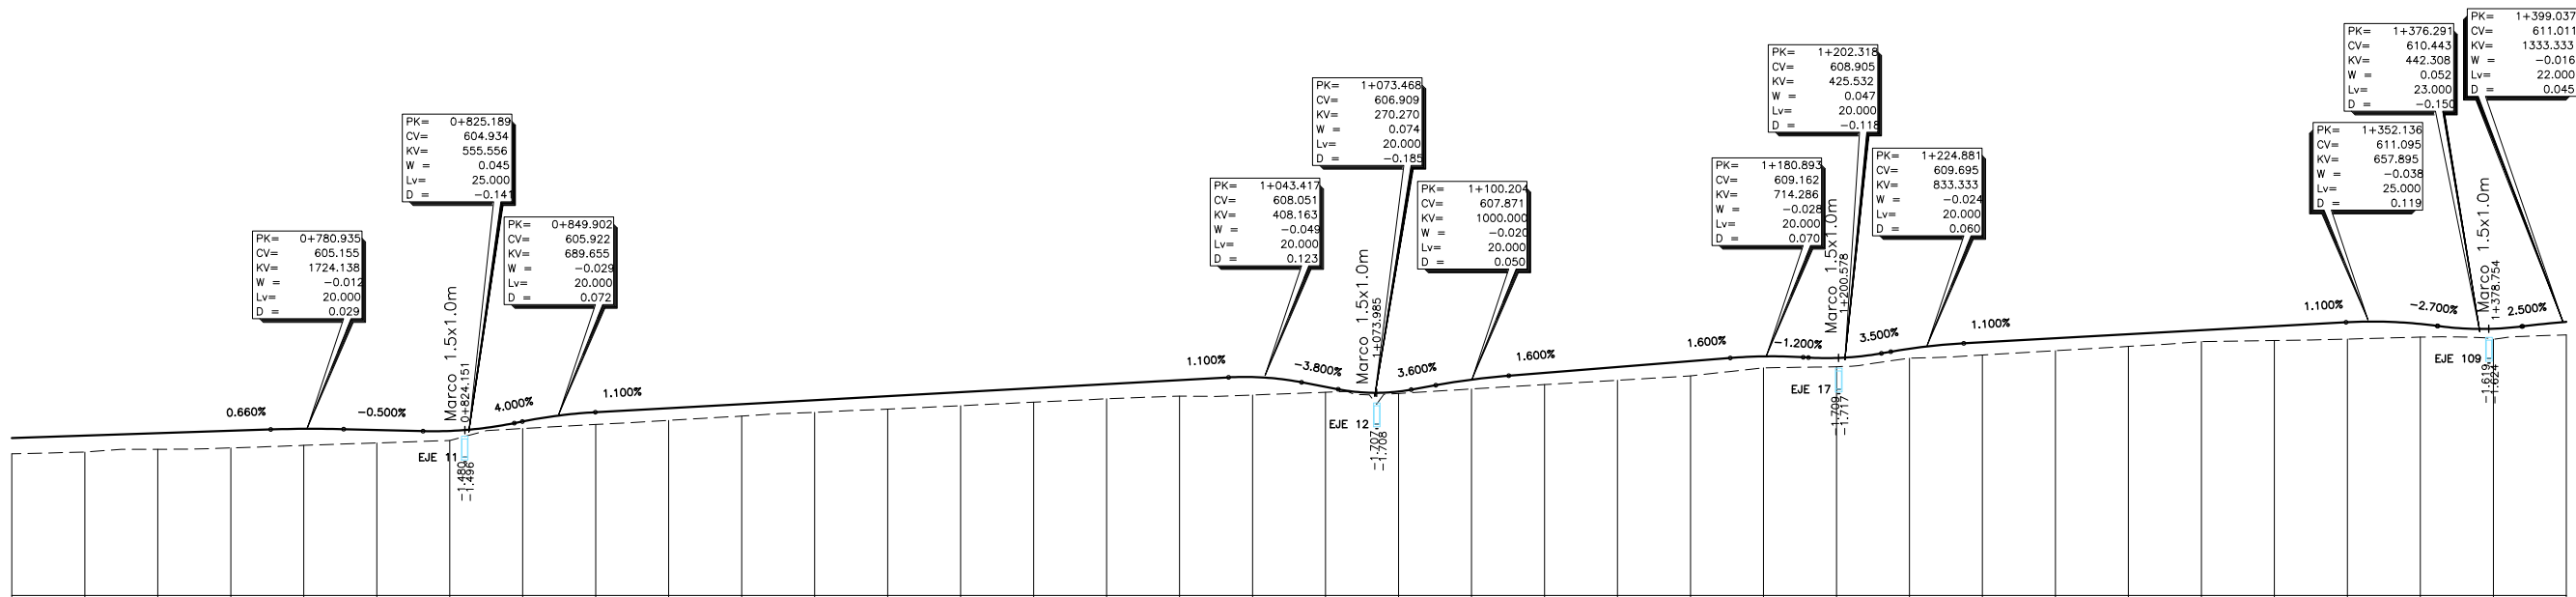 PK= 0+780.935
CV= 605.155
KV= 1724.138
W = -0.012
Lv= 20.000
D = 0.029
PK= 0+825.189
CV= 604.934
KV= 555.556
W = 0.045
Lv= 25.000
D = -0.141
PK= 0+849.902
CV= 605.922
KV= 689.655
W = -0.029
Lv= 20.000
D = 0.072
PK= 1+043.417
CV= 608.051
KV= 408.163
W = -0.049
Lv= 20.000
D = 0.123
PK= 1+073.468
CV= 606.909
KV= 270.270
W = 0.074
Lv= 20.000
D = -0.185
PK= 1+100.204
CV= 607.871
KV= 1000.000
W = -0.020
Lv= 20.000
D = 0.050
PK= 1+180.893
CV= 609.162
KV= 714.286
W = -0.028
Lv= 20.000
D = 0.070
PK= 1+202.318
CV= 608.905
KV= 425.532
W = 0.047
Lv= 20.000
D = -0.118
PK= 1+224.881
CV= 609.695
KV= 833.333
W = -0.024
Lv= 20.000
D = 0.060
PK= 1+352.136
CV= 611.095
KV= 657.895
W = -0.038
Lv= 25.000
D = 0.119
PK= 1+376.291
CV= 610.443
KV= 442.308
W = 0.052
Lv= 23.000
D = -0.150
PK= 1+399.037
CV= 611.011
KV= 1333.333
W = -0.016
Lv= 22.000
D = 0.045
0.660%
-0.500%
4.000%
1.100%
1.100%
-3.800%
3.600%
1.600%
1.600%
-1.200%
3.500%
1.100%
1.100%
-2.700%
2.500%
Marco 1.5x1.0m
0+824.151
EJE 11
-1.480
-1.496
Marco 1.5x1.0m
1+073.985
EJE 12
-1.707
-1.708
Marco 1.5x1.0m
1+200.578
EJE 17
-1.709
-1.717
Marco 1.5x1.0m
1+378.754
EJE 109
-1.619
-1.624